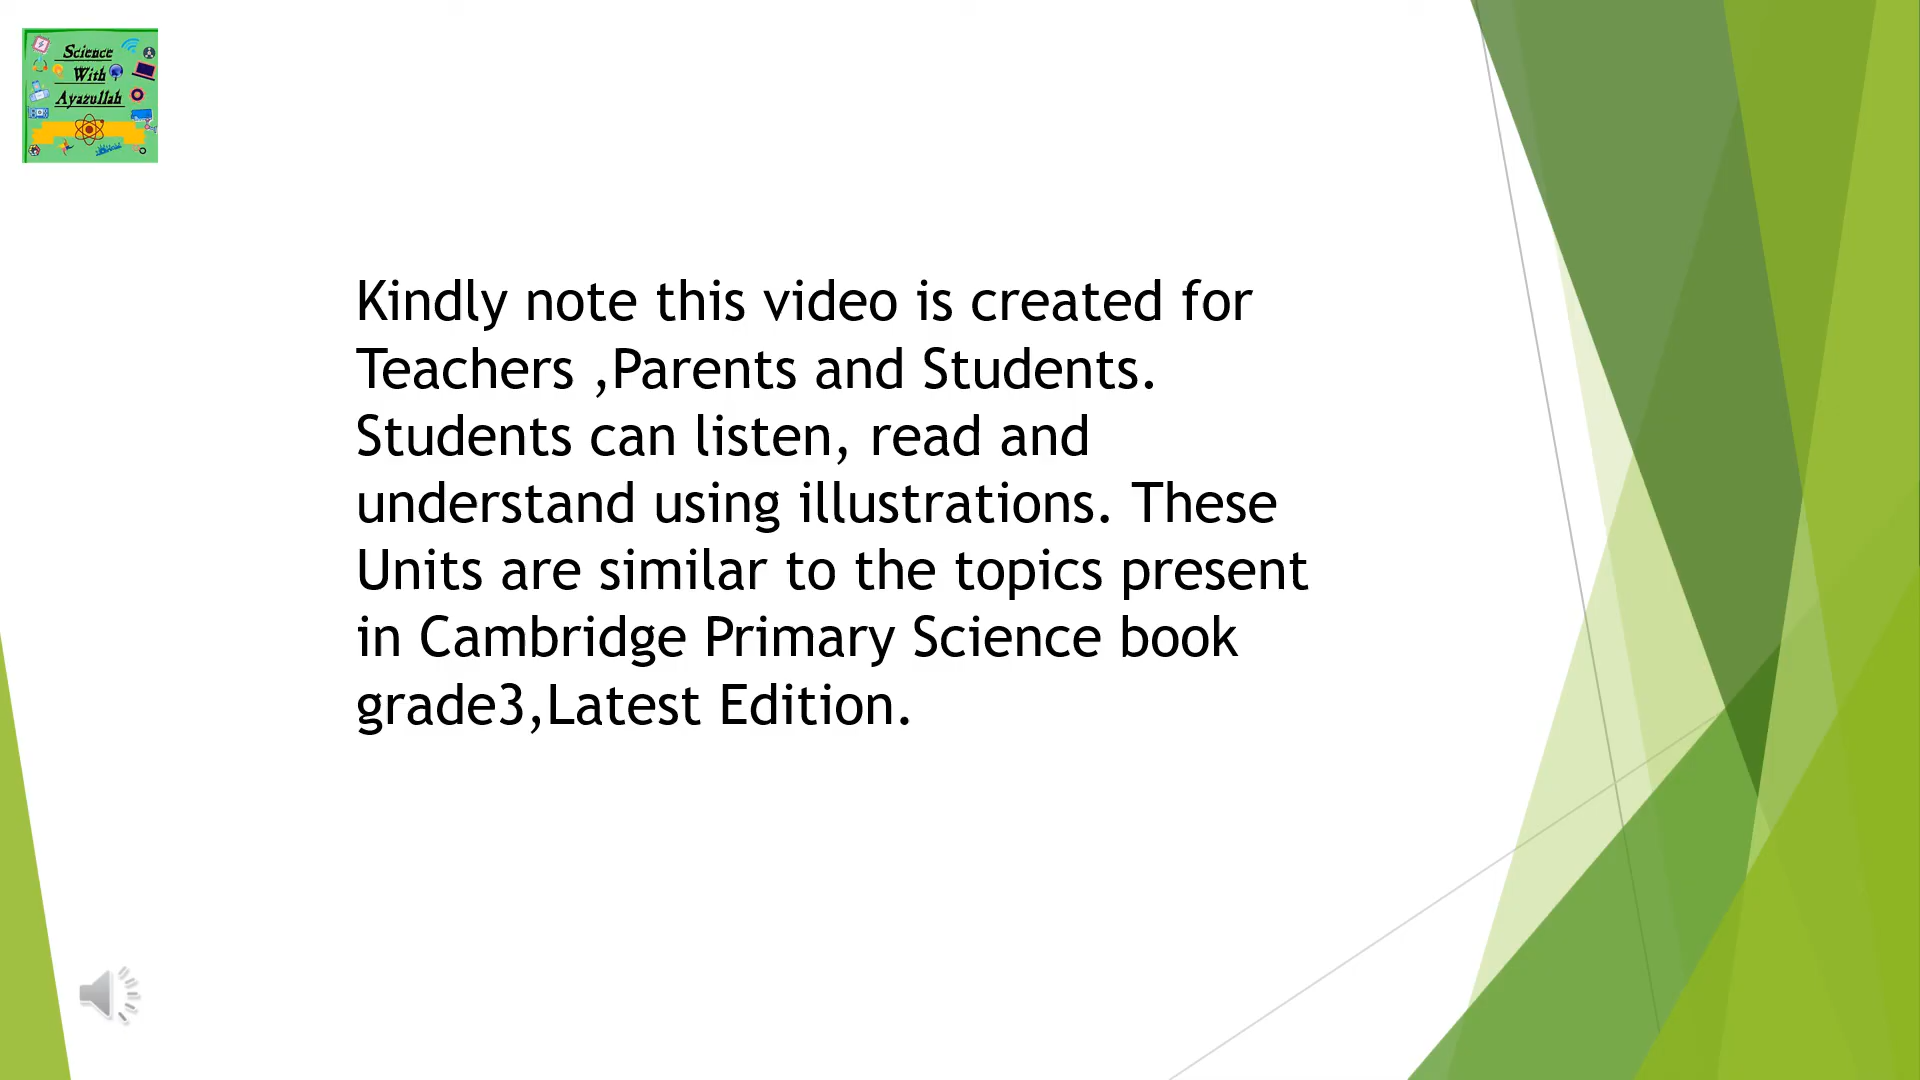 Science
With
Ayazullah
Kindly note this video is created for
Teachers ,Parents and Students.
Students can listen, read and
understand using illustrations. These
Units are similar to the topics present
in Cambridge Primary Science book
grade3,Latest Edition.